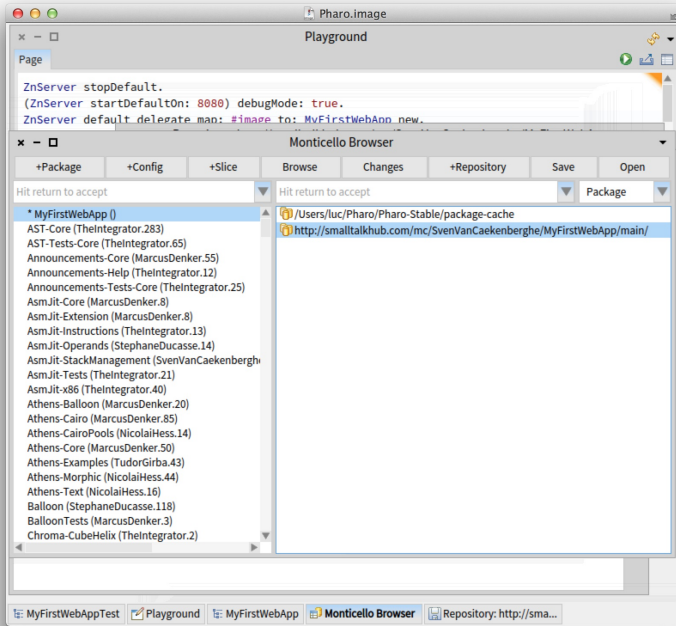 Pharo.image
Playground
Page
ZnServer stopDefault.
(ZnServer startDefaultOn: 8080) debugMode: true.
ZnServer default delegate map: #image to: MyFirstWebApp new.
Monticello Browser
+Package +Config +Slice Browse Changes +Repository Save Open
Hit return to accept Hit return to accept Package
* MyFirstWebApp ()
AST-Core (TheIntegrator.283)
AST-Tests-Core (TheIntegrator.65)
Announcements-Core (MarcusDenker.55)
Announcements-Help (TheIntegrator.12)
Announcements-Tests-Core (TheIntegrator.25)
AsmJit-Core (MarcusDenker.8)
AsmJit-Extension (MarcusDenker.8)
AsmJit-Instructions (TheIntegrator.13)
AsmJit-Operands (StephaneDucasse.14)
AsmJit-StackManagement (SvenVanCaekenbergh
AsmJit-Tests (TheIntegrator.21)
AsmJit-x86 (TheIntegrator.40)
Athens-Balloon (MarcusDenker.20)
Athens-Cairo (MarcusDenker.85)
Athens-CairoPools (NicolaiHess.14)
Athens-Core (MarcusDenker.50)
Athens-Examples (TudorGirba.43)
Athens-Morphic (NicolaiHess.44)
Athens-Text (NicolaiHess.16)
Balloon (StephaneDucasse.118)
BalloonTests (MarcusDenker.3)
Chroma-CubeHelix (TheIntegrator.2)
/Users/luc/Pharo/Pharo-Stable/package-cache
http://smalltalkhub.com/mc/SvenVanCaekenberghe/MyFirstWebApp/main/
MyFirstWebAppTest Playground MyFirstWebApp Monticello Browser Repository: http://sma...